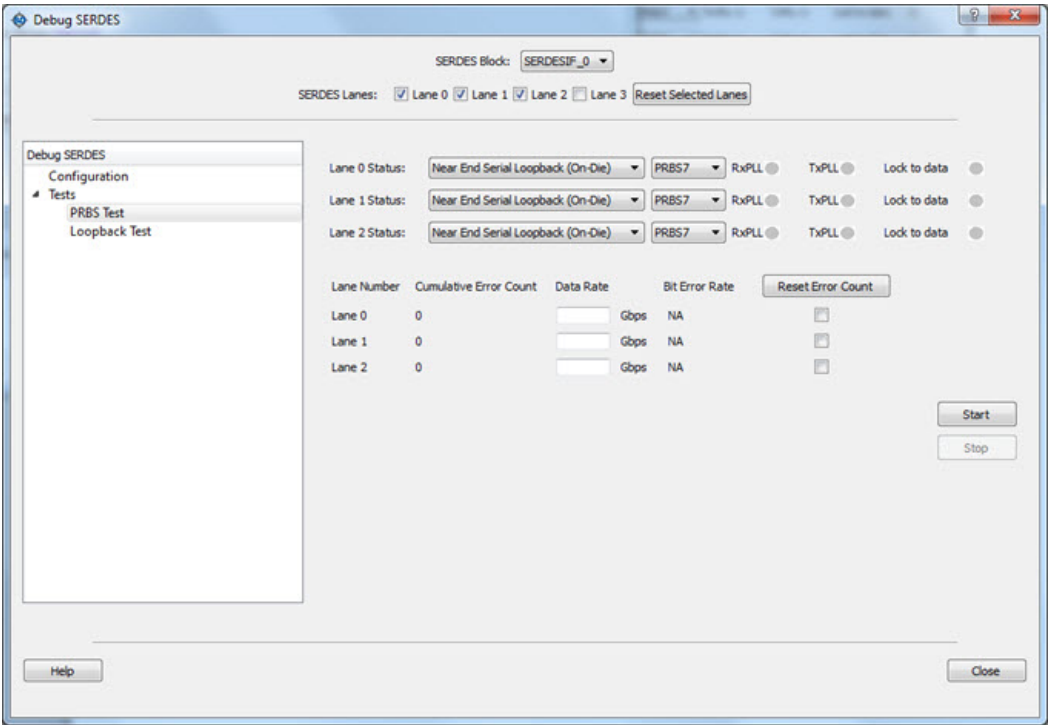 Debug SERDES
SERDES Block: SERDESIF_0
SERDES Lanes: Lane 0 Lane 1 Lane 2 Lane 3 Reset Selected Lanes
Debug SERDES
Configuration
Tests
PRBS Test
Loopback Test
Lane 0 Status: Near End Serial Loopback (On-Die) PRBS7 RxPLL TxPLL Lock to data
Lane 1 Status: Near End Serial Loopback (On-Die) PRBS7 RxPLL TxPLL Lock to data
Lane 2 Status: Near End Serial Loopback (On-Die) PRBS7 RxPLL TxPLL Lock to data
Lane Number Cumulative Error Count Data Rate Bit Error Rate Reset Error Count
Lane 0 0 Gbps NA
Lane 1 0 Gbps NA
Lane 2 0 Gbps NA
Start
Stop
Help Close